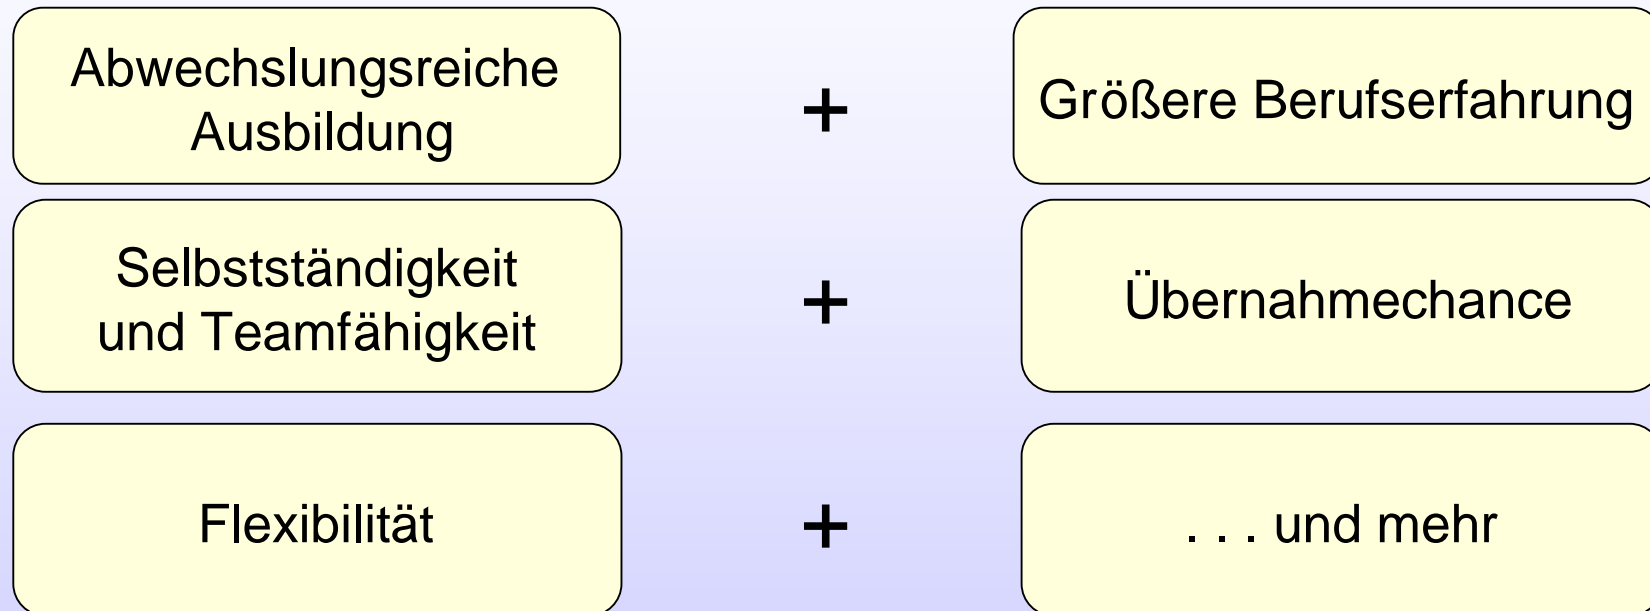 Abwechslungsreiche
Ausbildung
+
Größere Berufserfahrung
Selbstständigkeit
und Teamfähigkeit
+
Übernahmechance
Flexibilität
+
. . . und mehr